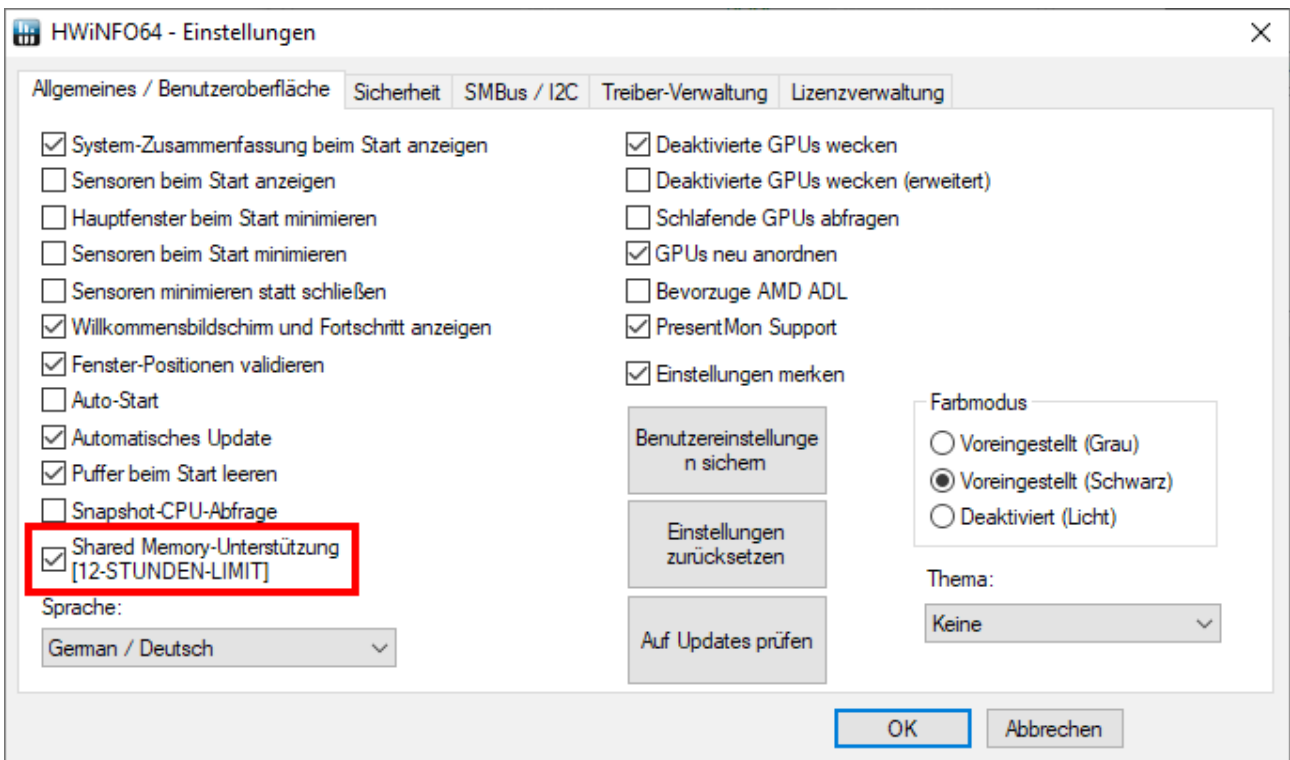 HWiNFO64 - Einstellungen
Allgemeines / Benutzeroberfläche
Sicherheit
SMBus / I2C
Treiber-Verwaltung
Lizenzverwaltung
System-Zusammenfassung beim Start anzeigen
Sensoren beim Start anzeigen
Hauptfenster beim Start minimieren
Sensoren beim Start minimieren
Sensoren minimieren statt schließen
Willkommensbildschirm und Fortschritt anzeigen
Fenster-Positionen validieren
Auto-Start
Automatisches Update
Puffer beim Start leeren
Snapshot-CPU-Abfrage
Shared Memory-Unterstützung
[12-STUNDEN-LIMIT]
Sprache:
German / Deutsch
Deaktivierte GPUs wecken
Deaktivierte GPUs wecken (erweitert)
Schlafende GPUs abfragen
GPUs neu anordnen
Bevorzuge AMD ADL
PresentMon Support
Einstellungen merken
Benutzereinstellunge
n sichern
Einstellungen
zurücksetzen
Auf Updates prüfen
Farbmodus
Voreingestellt (Grau)
Voreingestellt (Schwarz)
Deaktiviert (Licht)
Thema:
Keine
OK
Abbrechen